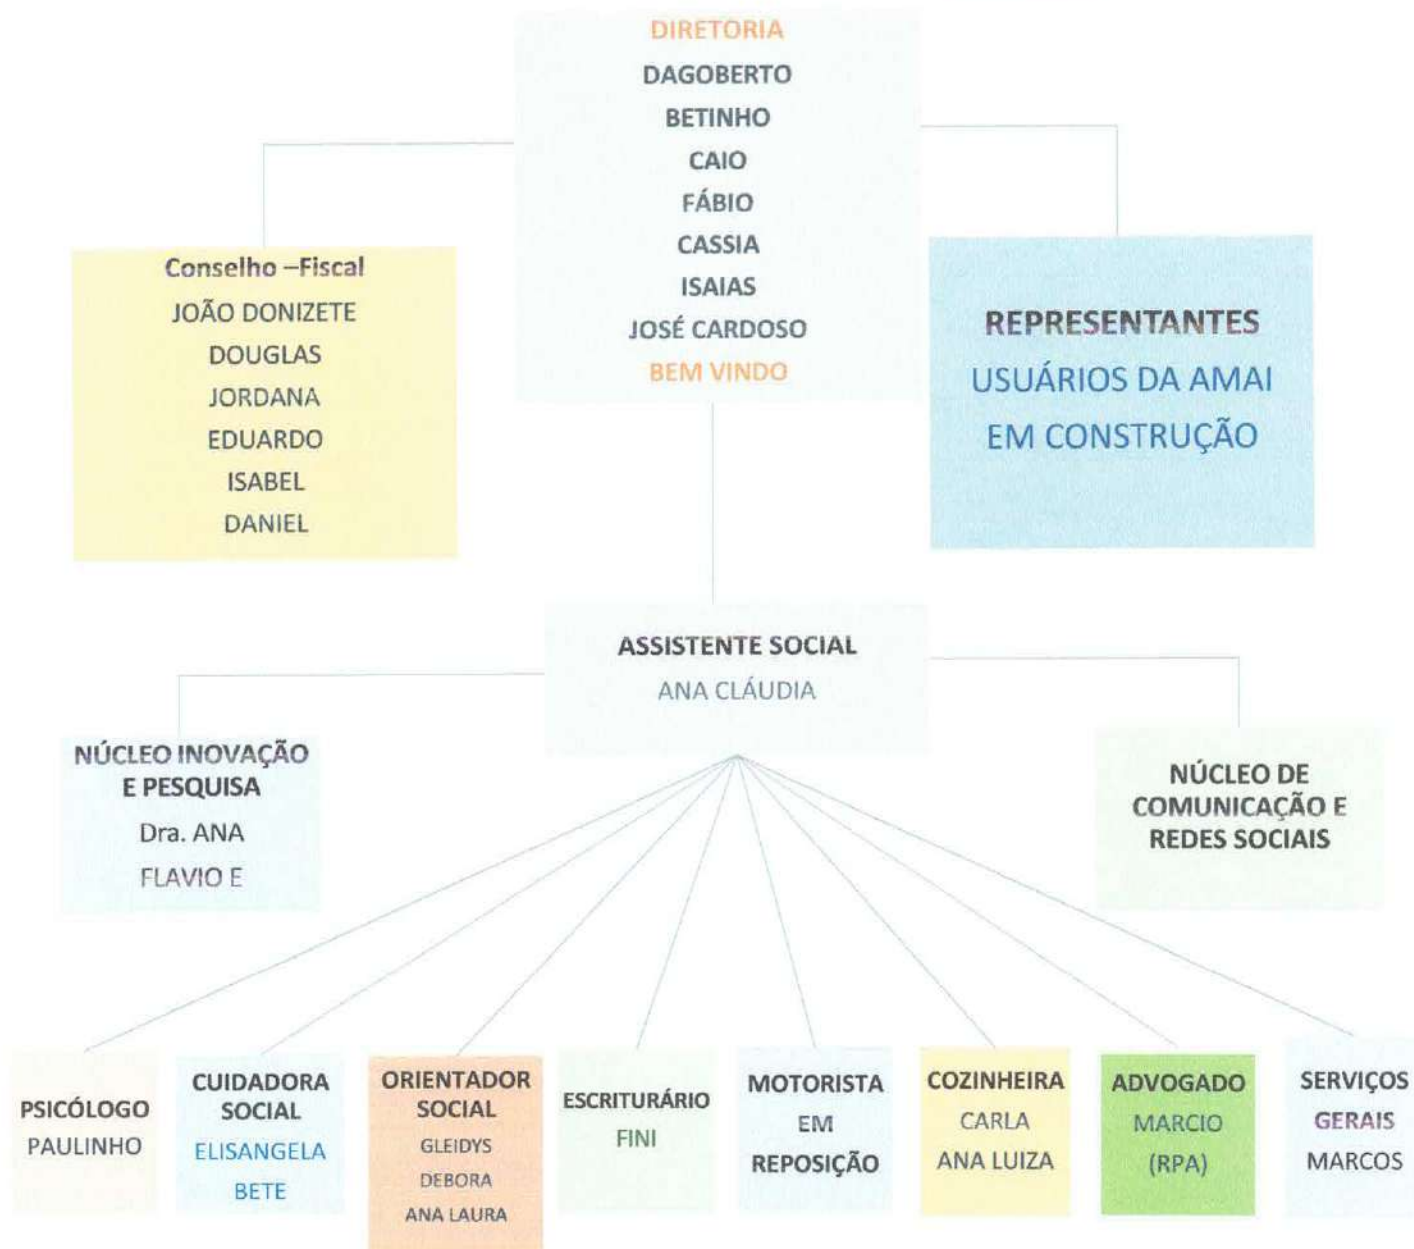 DIRETORIA
DAGOBERTO
BETINHO
CAIO
FÁBIO
CASSIA
ISAIAS
JOSÉ CARDOSO
BEM VINDO
Conselho –Fiscal
JOÃO DONIZETE
DOUGLAS
JORDANA
EDUARDO
ISABEL
DANIEL
REPRESENTANTES
USUÁRIOS DA AMAI
EM CONSTRUÇÃO
ASSISTENTE SOCIAL
ANA CLÁUDIA
NÚCLEO INOVAÇÃO
E PESQUISA
Dra. ANA
FLAVIO E
NÚCLEO DE
COMUNICAÇÃO E
REDES SOCIAIS
PSICÓLOGO
PAULINHO
CUIDADORA
SOCIAL
ELISANGELA
BETE
ORIENTADOR
SOCIAL
GLEIDYS
DEBORA
ANA LAURA
ESCRITURÁRIO
FINI
MOTORISTA
EM
REPOSIÇÃO
COZINHEIRA
CARLA
ANA LUIZA
ADVOGADO
MARCIO
(RPA)
SERVIÇOS
GERAIS
MARCOS